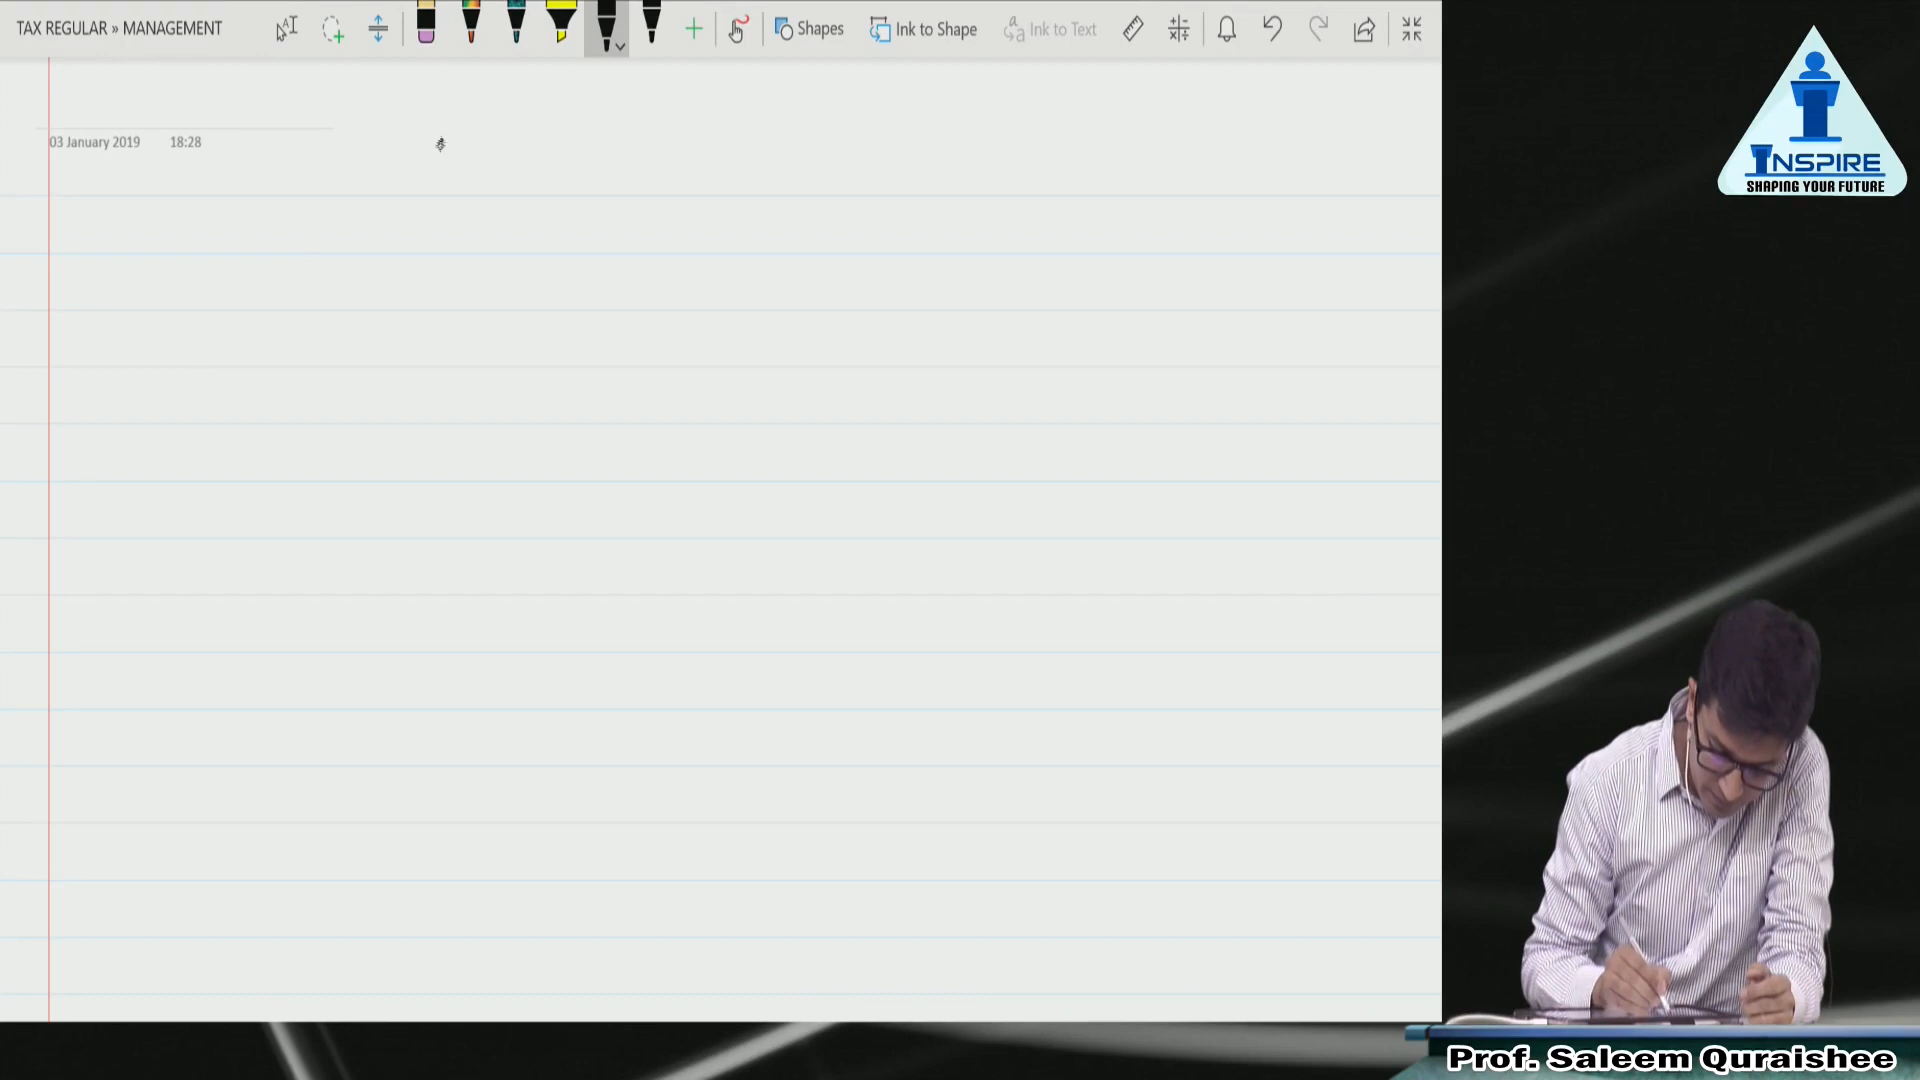 TAX REGULAR » MANAGEMENT
Shapes
Ink to Shape
Ink to Text
03 January 2019 18:28
INSPIRE
SHAPING YOUR FUTURE
Prof. Saleem Quraishee